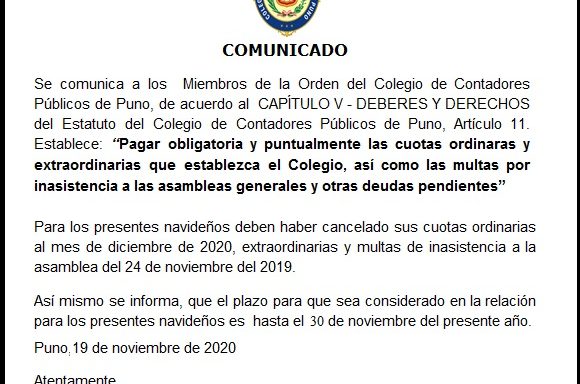 COMUNICADO
Se comunica a los Miembros de la Orden del Colegio de Contadores
Públicos de Puno, de acuerdo al CAPÍTULO V - DEBERES Y DERECHOS
del Estatuto del Colegio de Contadores Públicos de Puno, Artículo 11.
Establece: “Pagar obligatoria y puntualmente las cuotas ordinaras y
extraordinarias que establezca el Colegio, así como las multas por
inasistencia a las asambleas generales y otras deudas pendientes”
Para los presentes navideños deben haber cancelado sus cuotas ordinarias
al mes de diciembre de 2020, extraordinarias y multas de inasistencia a la
asamblea del 24 de noviembre del 2019.
Así mismo se informa, que el plazo para que sea considerado en la relación
para los presentes navideños es hasta el 30 de noviembre del presente año.
Puno,19 de noviembre de 2020
Atentamente